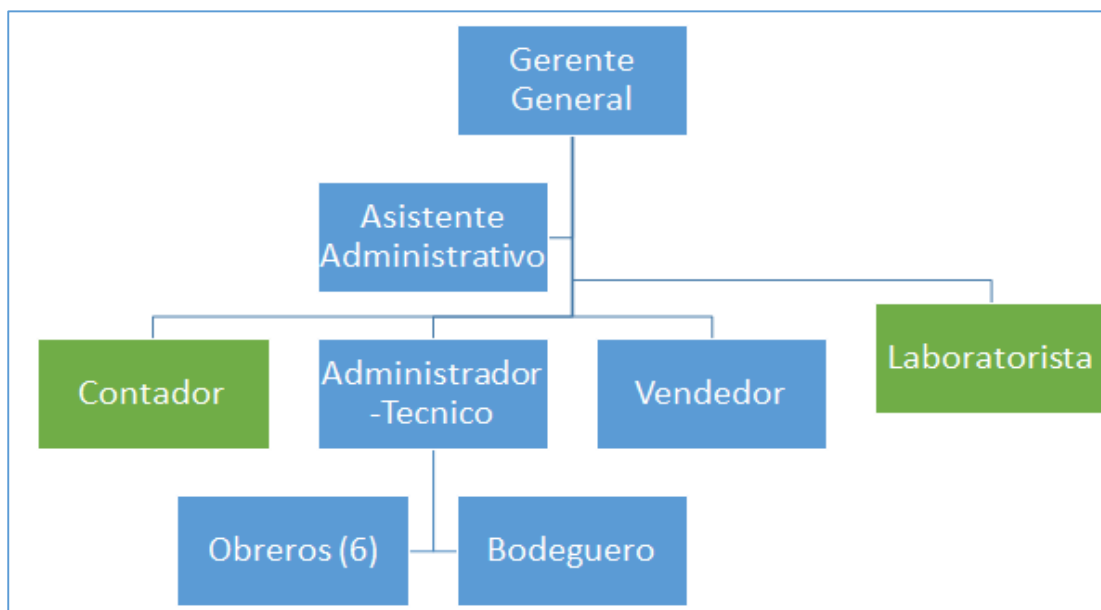 Gerente
General
Asistente
Administrativo
Contador
Administrador
-Tecnico
Vendedor
Laboratorista
Obreros (6)
Bodeguero